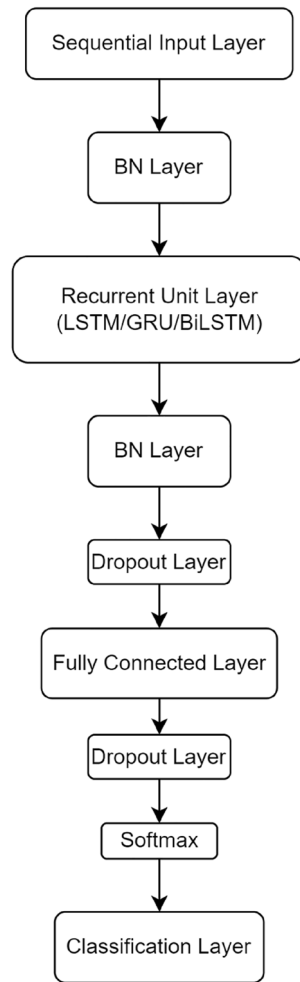 Sequential Input Layer
BN Layer
Recurrent Unit Layer
(LSTM/GRU/BiLSTM)
BN Layer
Dropout Layer
Fully Connected Layer
Dropout Layer
Softmax
Classification Layer